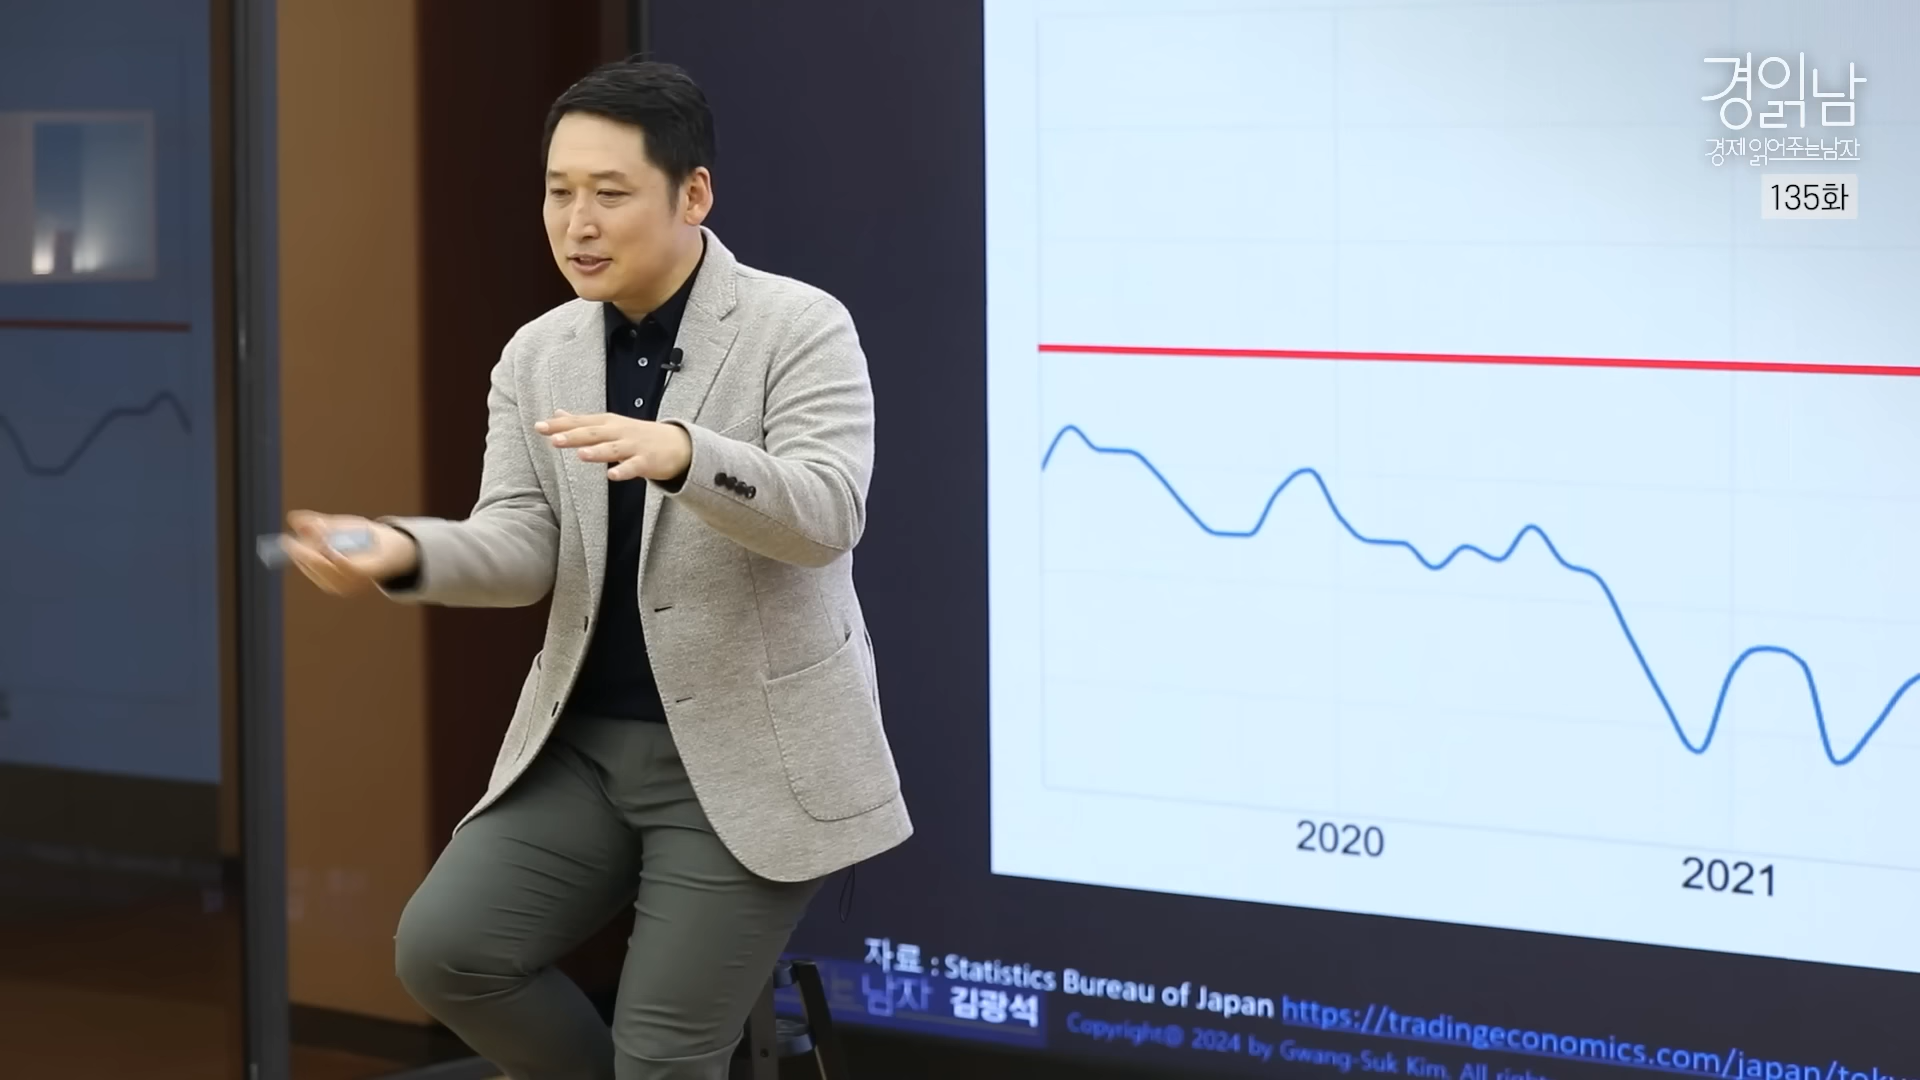 경읽남
경제 읽어주는남자
135화
2020
2021
자료 : Statistics Bureau of Japan https://tradingeconomics.com/japan/toky
남자 김광석
Copyright@ 2024 by Gwang-Suk Kim. All right